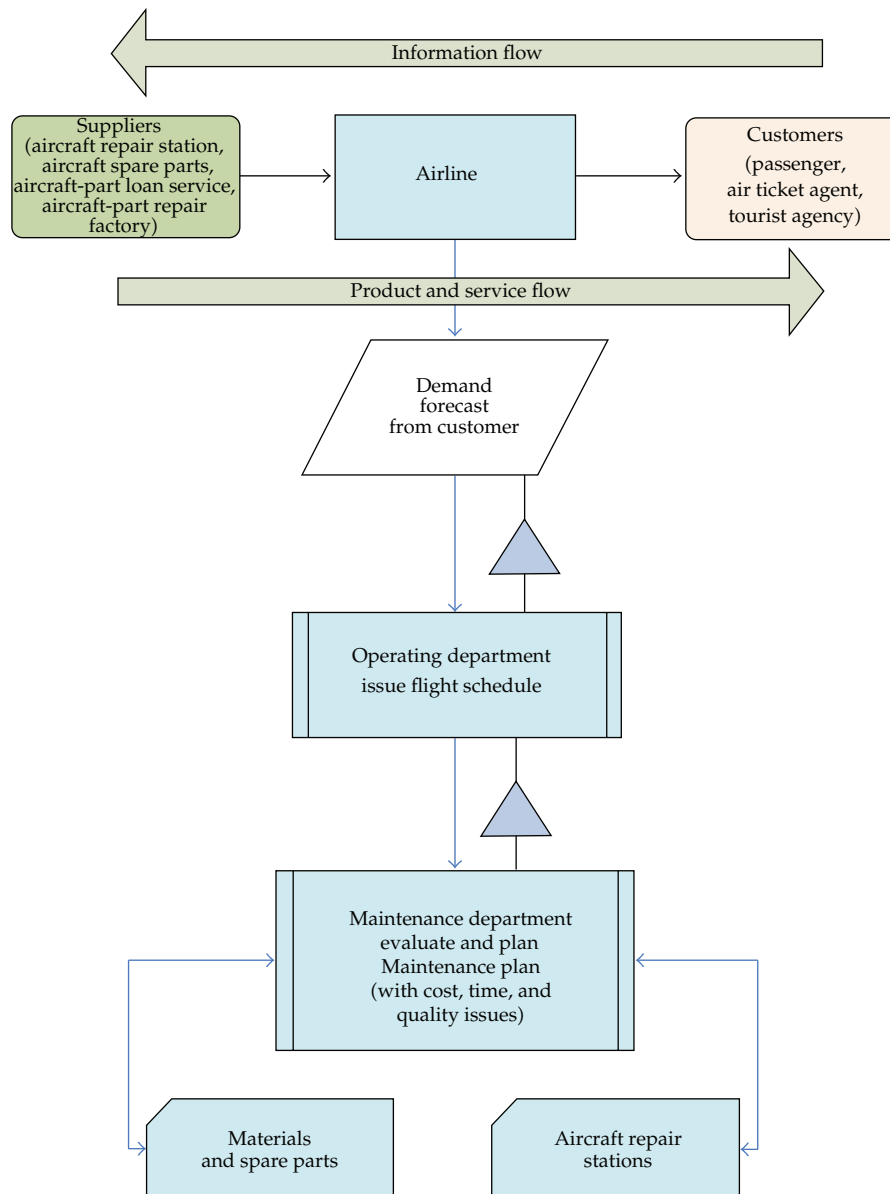 Information flow
Suppliers
(aircraft repair station,
aircraft spare parts,
aircraft-part loan service,
aircraft-part repair
factory)
Airline
Customers
(passenger,
air ticket agent,
tourist agency)
Product and service flow
Demand
forecast
from customer
Operating department
issue flight schedule
Maintenance department
evaluate and plan
Maintenance plan
(with cost, time, and
quality issues)
Materials
and spare parts
Aircraft repair
stations